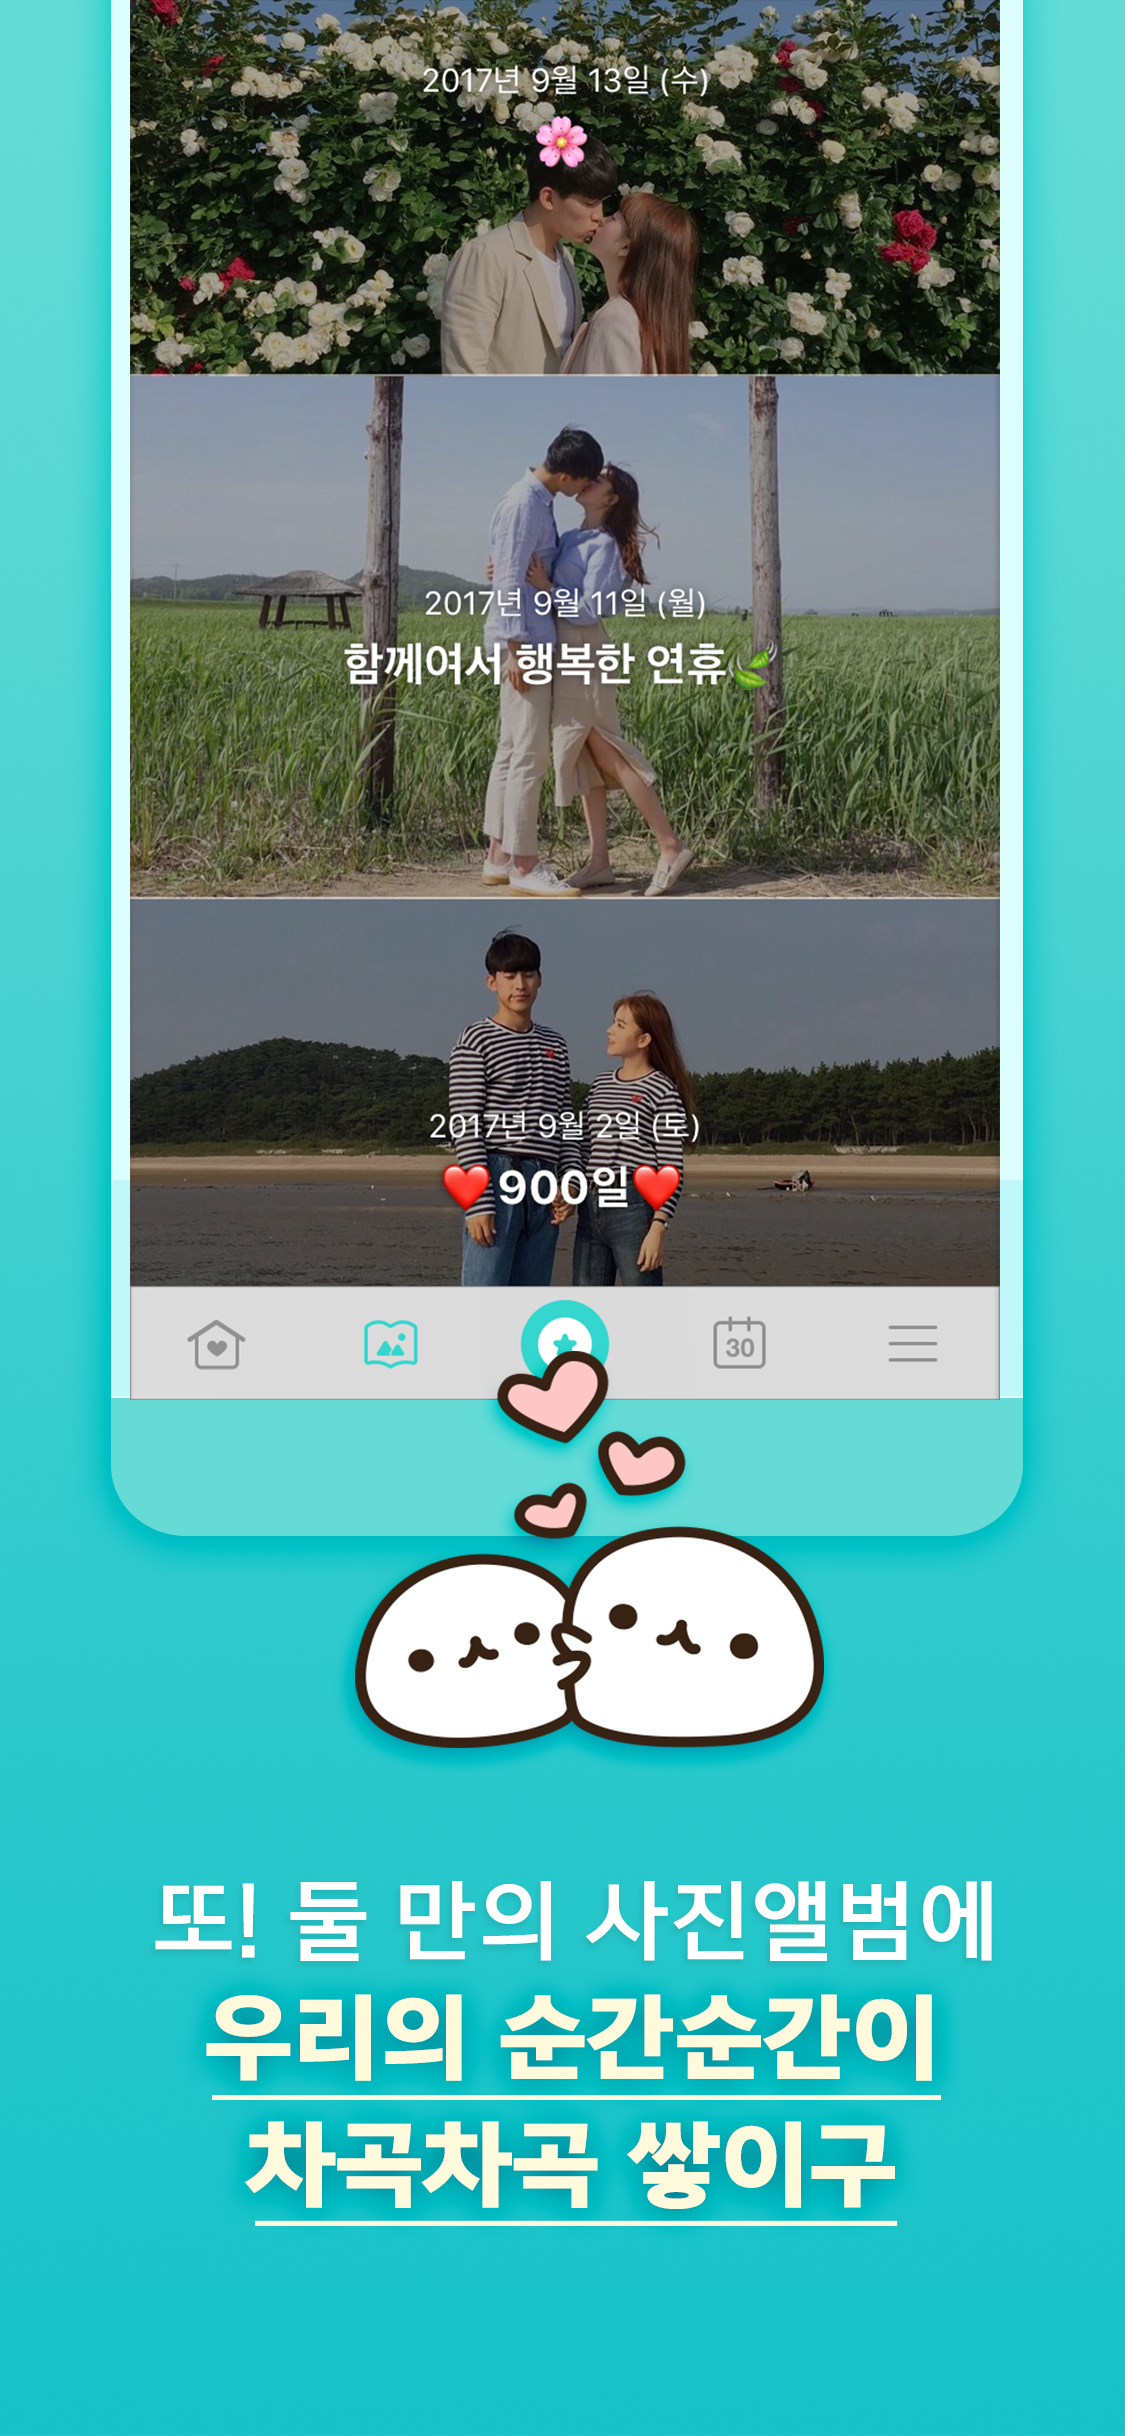 2017년 9월 13일 (수)
🌸
2017년 9월 11일 (월)
함께여서 행복한 연휴🍃
2017년 9월 2일 (토)
❤️900일❤️
30
또! 둘 만의 사진앨범에
우리의 순간순간이
차곡차곡 쌓이구